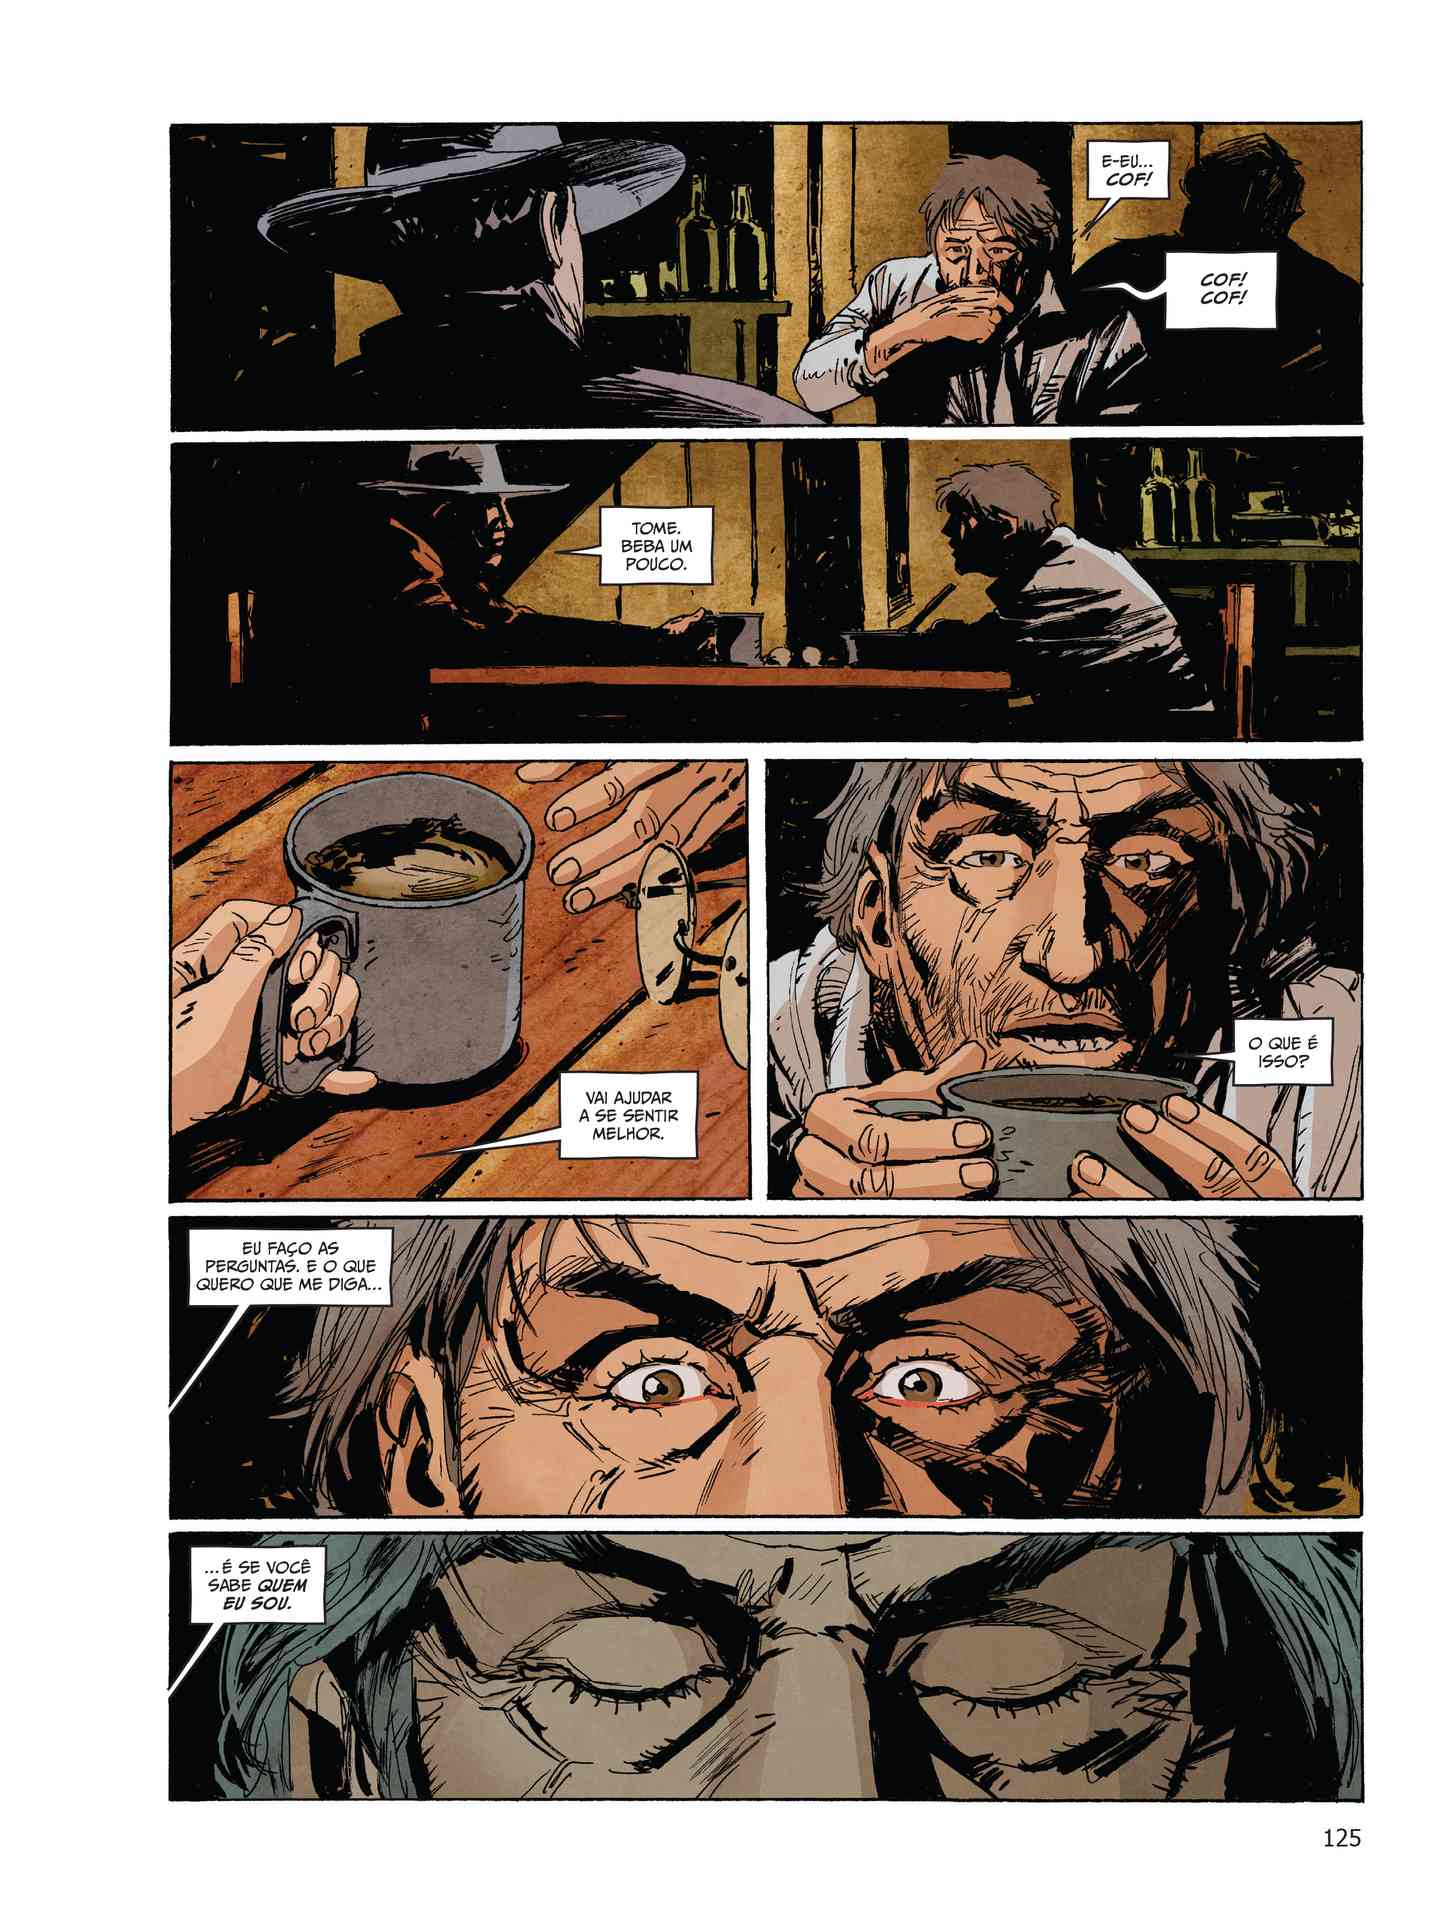 E-EU...
COF!
COF!
COF!
TOME.
BEBA UM
POUCO.
VAI AJUDAR
A SE SENTIR
MELHOR.
O QUE É
ISSO?
EU FAÇO AS
PERGUNTAS. E O QUE
QUERO QUE ME DIGA...
...É SE VOCÊ
SABE QUEM
EU SOU.
125